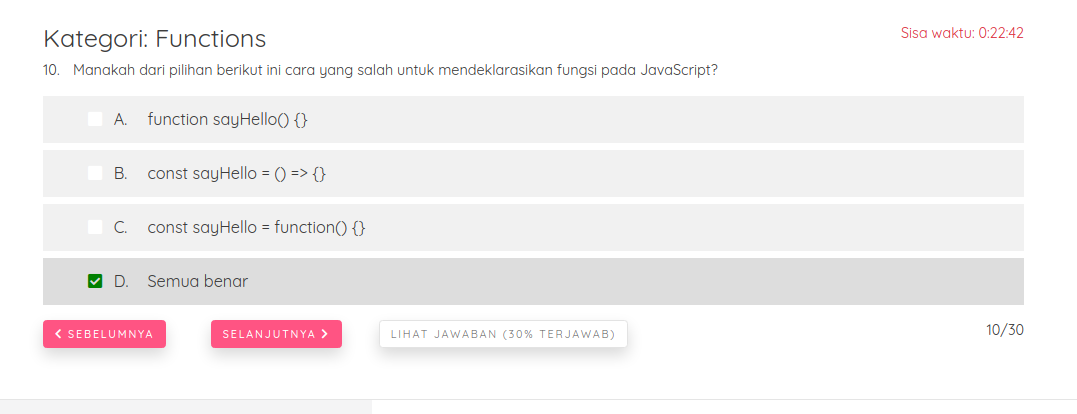 Kategori: Functions
Sisa waktu: 0:22:42
10. Manakah dari pilihan berikut ini cara yang salah untuk mendeklarasikan fungsi pada JavaScript?
A. function sayHello() {}
B. const sayHello = () => {}
C. const sayHello = function() {}
D. Semua benar
< SEBELUMNYA
SELANJUTNYA >
LIHAT JAWABAN (30% TERJAWAB)
10/30